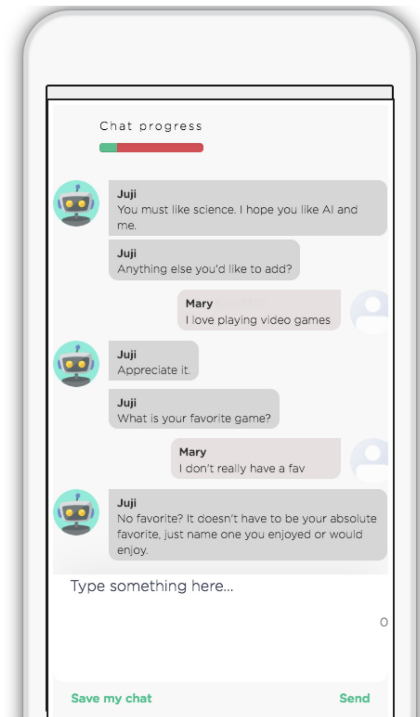 Chat progress
Juji
You must like science. I hope you like AI and
me.
Juji
Anything else you'd like to add?
Mary
I love playing video games
Juji
Appreciate it.
Juji
What is your favorite game?
Mary
I don't really have a fav
Juji
No favorite? It doesn't have to be your absolute
favorite, just name one you enjoyed or would
enjoy.
Type something here...
0
Save my chat Send